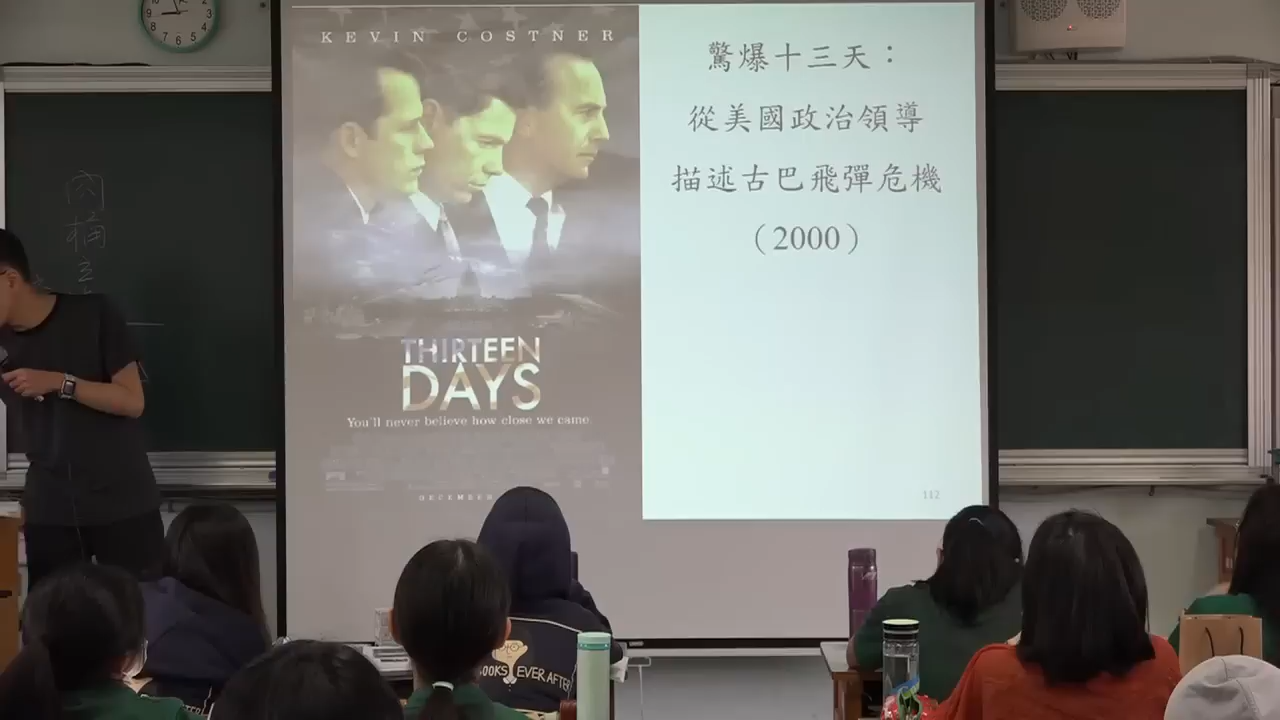 KEVIN COSTNER
THIRTEEN
DAYS
You'll never believe how close we came
DECEMBER
驚爆十三天：
從美國政治領導
描述古巴飛彈危機
（2000）
112
肉
桶
BOOKS EVER AFTER